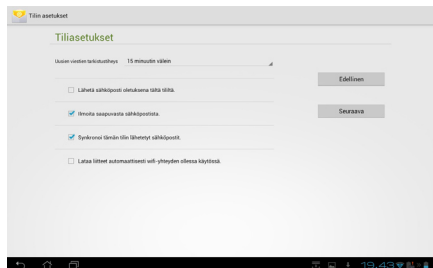 Tilin asetukset
Tiliasetukset
Uusien viestien tarkistustiheys 15 minuutin välein
Edellinen
Lähetä sähköposti oletuksena tältä tililtä.
Seuraava
Ilmoita saapuvasta sähköpostista.
Synkronoi tämän tilin lähetetyt sähköpostit.
Lataa liitteet automaattisesti wifi-yhteyden ollessa käytössä.
19.43